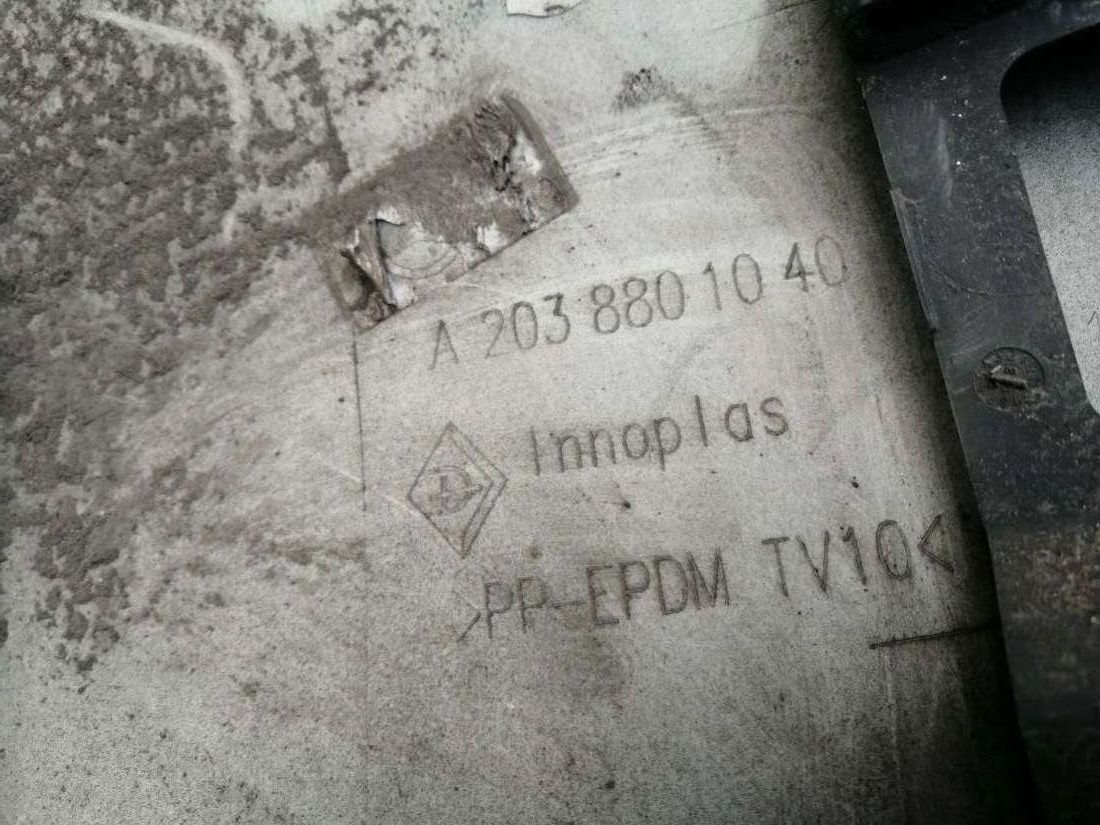 A 203 880 10 40
Innoplas
>PP-EPDM TV10<